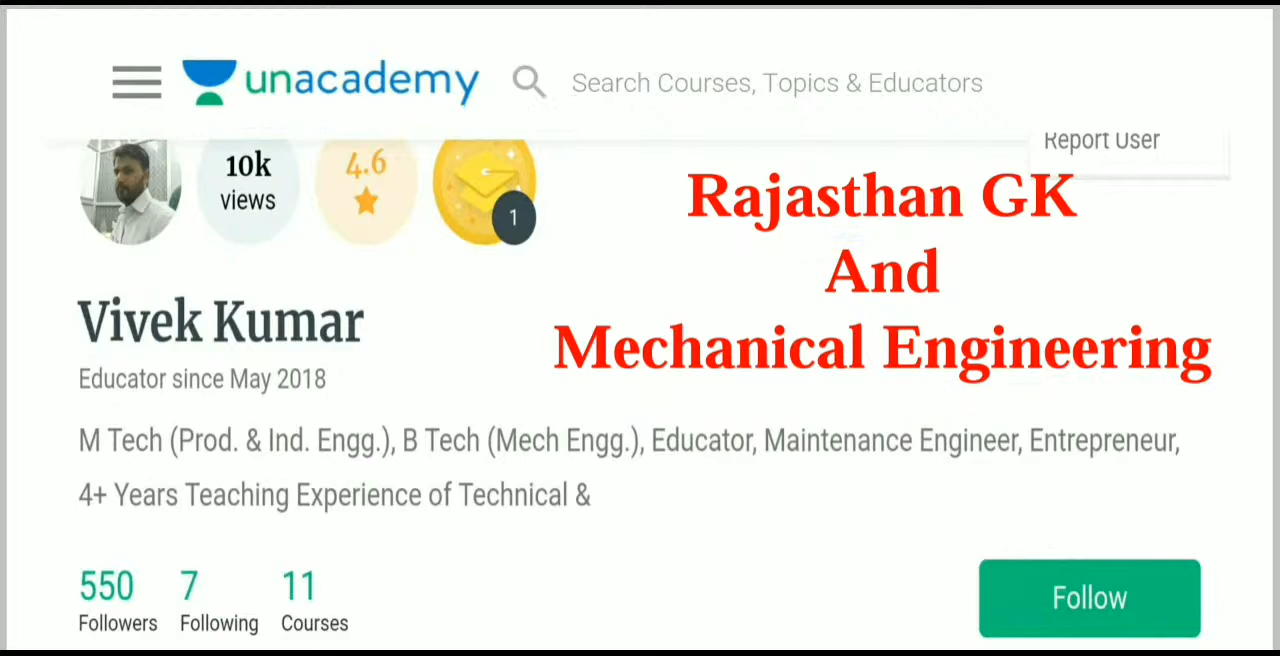 unacademy
Search Courses, Topics & Educators
Report User
10k
views
4.6
1
Rajasthan GK
And
Mechanical Engineering
Vivek Kumar
Educator since May 2018
M Tech (Prod. & Ind. Engg.), B Tech (Mech Engg.), Educator, Maintenance Engineer, Entrepreneur,
4+ Years Teaching Experience of Technical &
550 7 11
Followers Following Courses
Follow